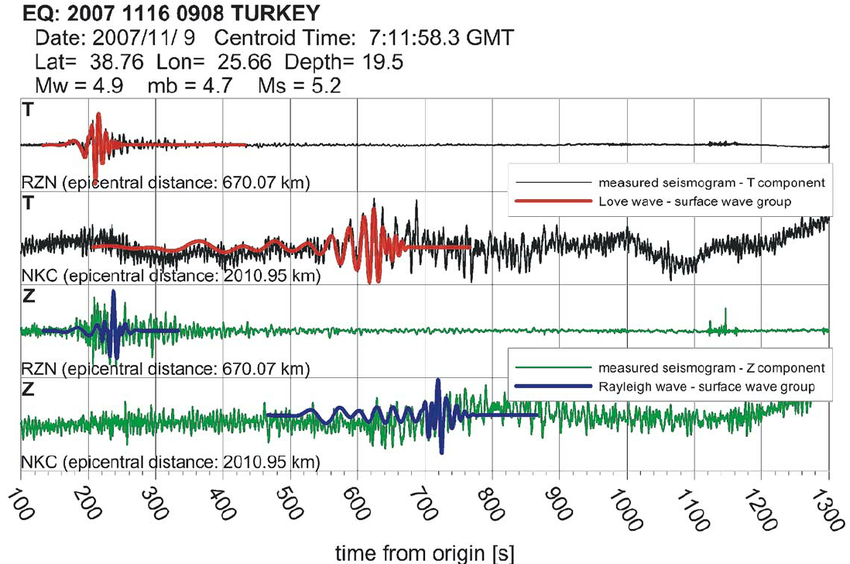 EQ: 2007 1116 0908 TURKEY
Date: 2007/11/ 9 Centroid Time: 7:11:58.3 GMT
Lat= 38.76 Lon= 25.66 Depth= 19.5
Mw = 4.9 mb = 4.7 Ms = 5.2
T
RZN (epicentral distance: 670.07 km)
measured seismogram - T component
Love wave - surface wave group
T
NKC (epicentral distance: 2010.95 km)
Z
RZN (epicentral distance: 670.07 km)
measured seismogram - Z component
Rayleigh wave - surface wave group
Z
NKC (epicentral distance: 2010.95 km)
100 200 300 400 500 600 700 800 900 1000 1100 1200 1300
time from origin [s]